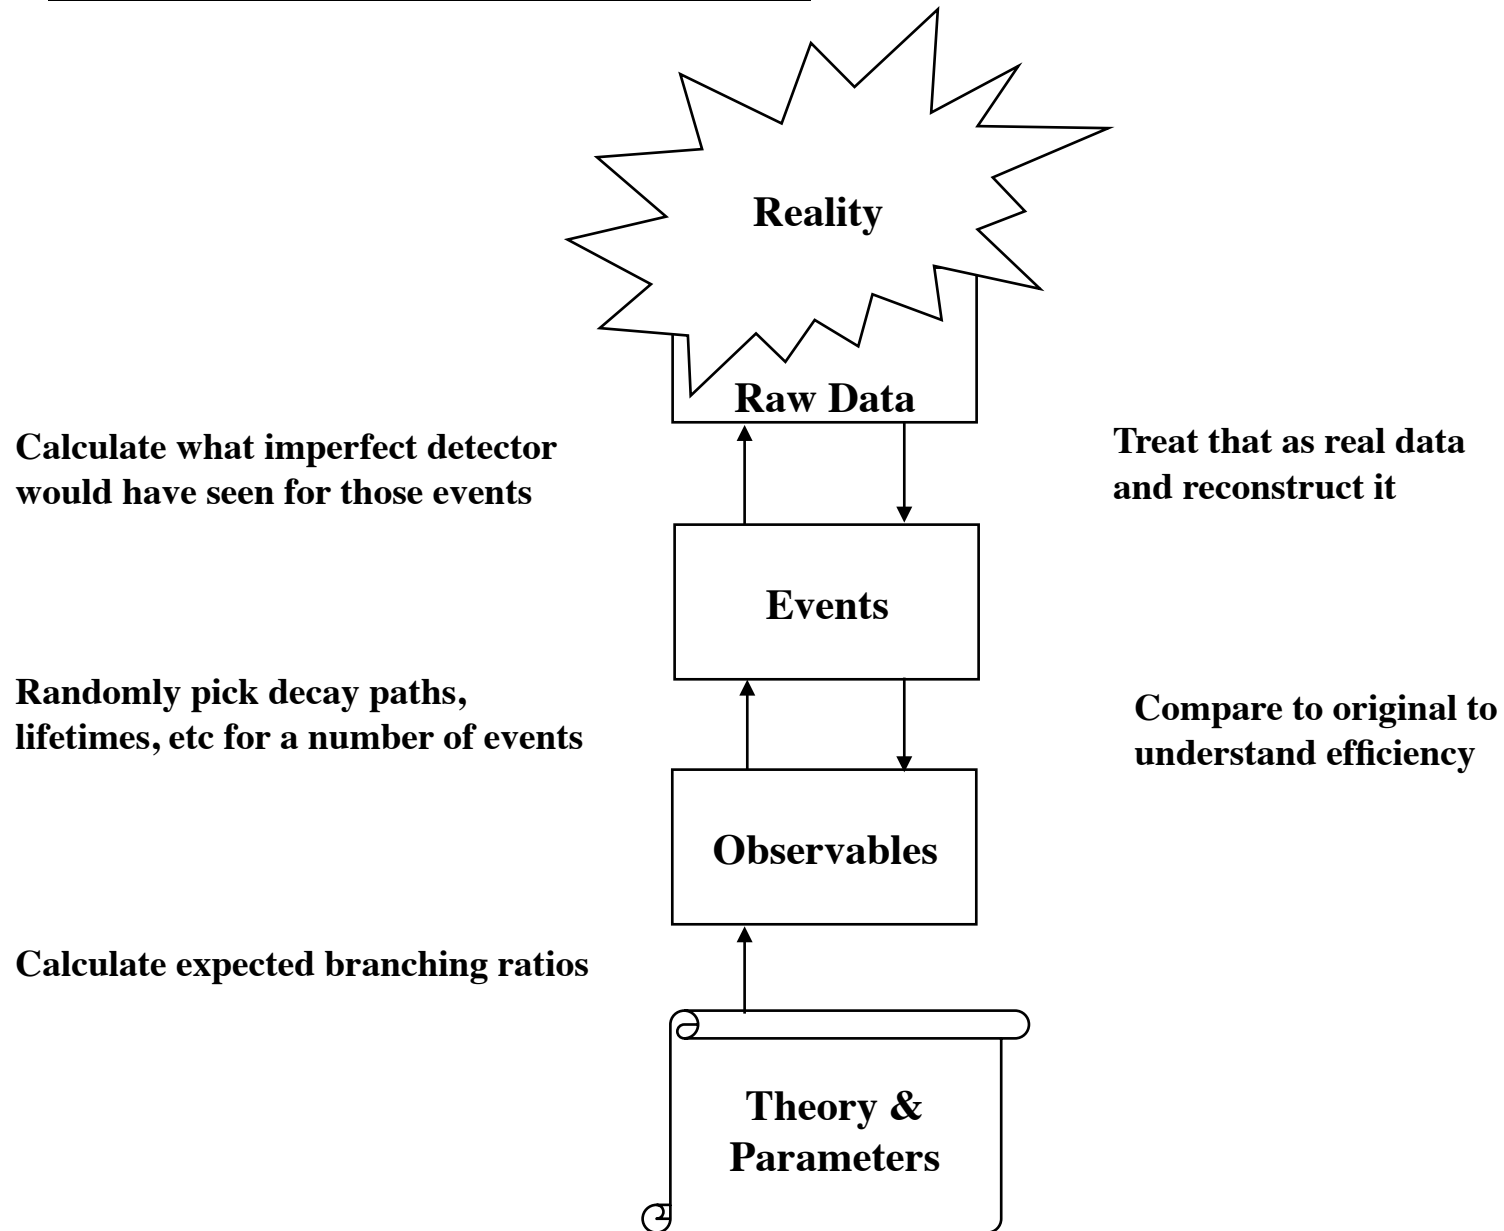 Reality
Raw Data
Calculate what imperfect detector
would have seen for those events
Treat that as real data
and reconstruct it
Events
Randomly pick decay paths,
lifetimes, etc for a number of events
Compare to original to
understand efficiency
Observables
Calculate expected branching ratios
Theory &
Parameters